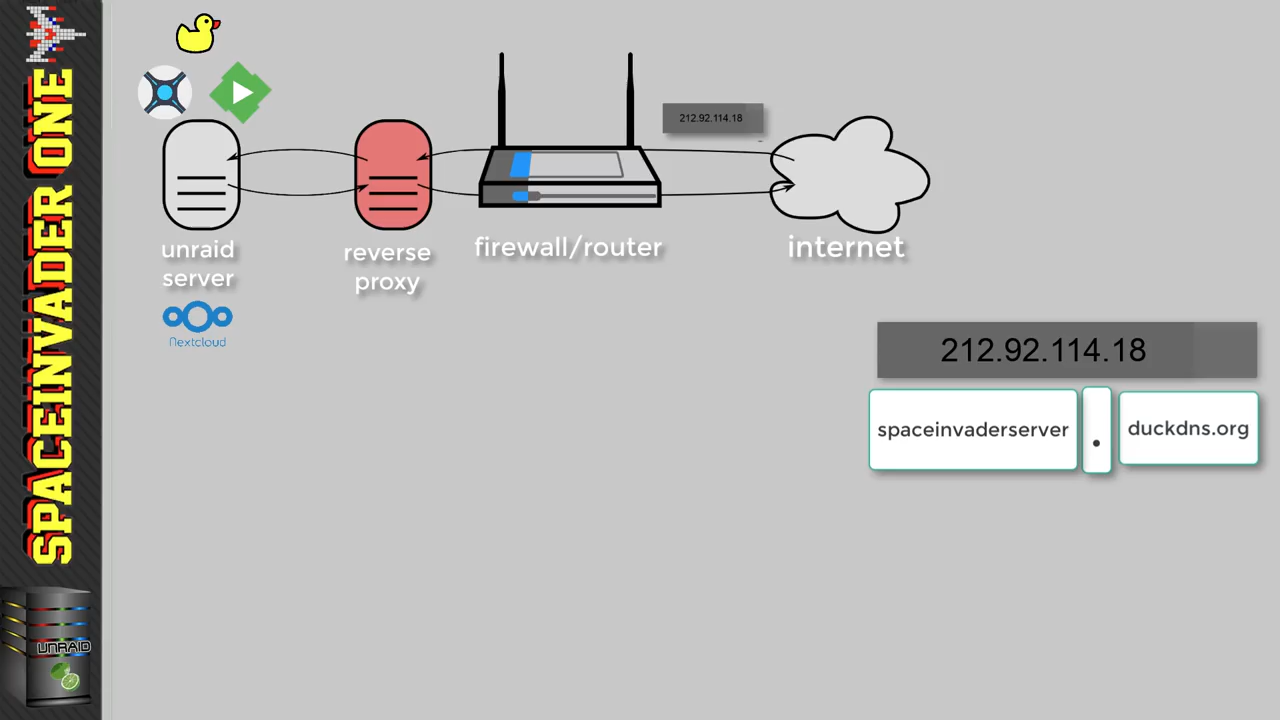 SPACEINVADER ONE
212.92.114.18
unraid
server
reverse
proxy
firewall/router
internet
Nextcloud
212.92.114.18
spaceinvaderserver . duckdns.org
UNRAID